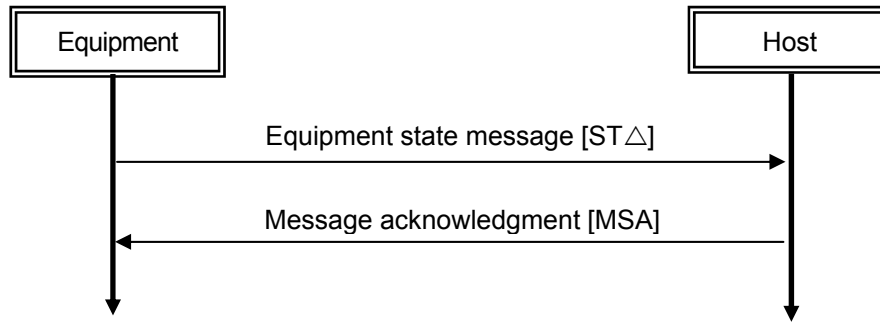 Equipment
Host
Equipment state message [ST△]
Message acknowledgment [MSA]